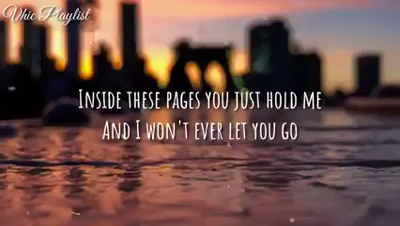 Vhic Playlist
Inside these pages you just hold me
And I won't ever let you go